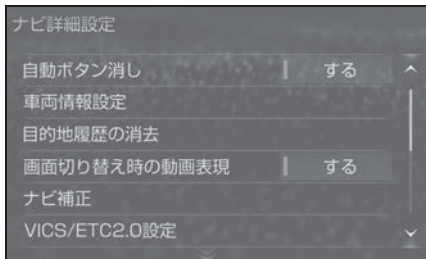 ナビ詳細設定
自動ボタン消し する
車両情報設定
目的地履歴の消去
画面切り替え時の動画表現 する
ナビ補正
VICS/ETC2.0設定